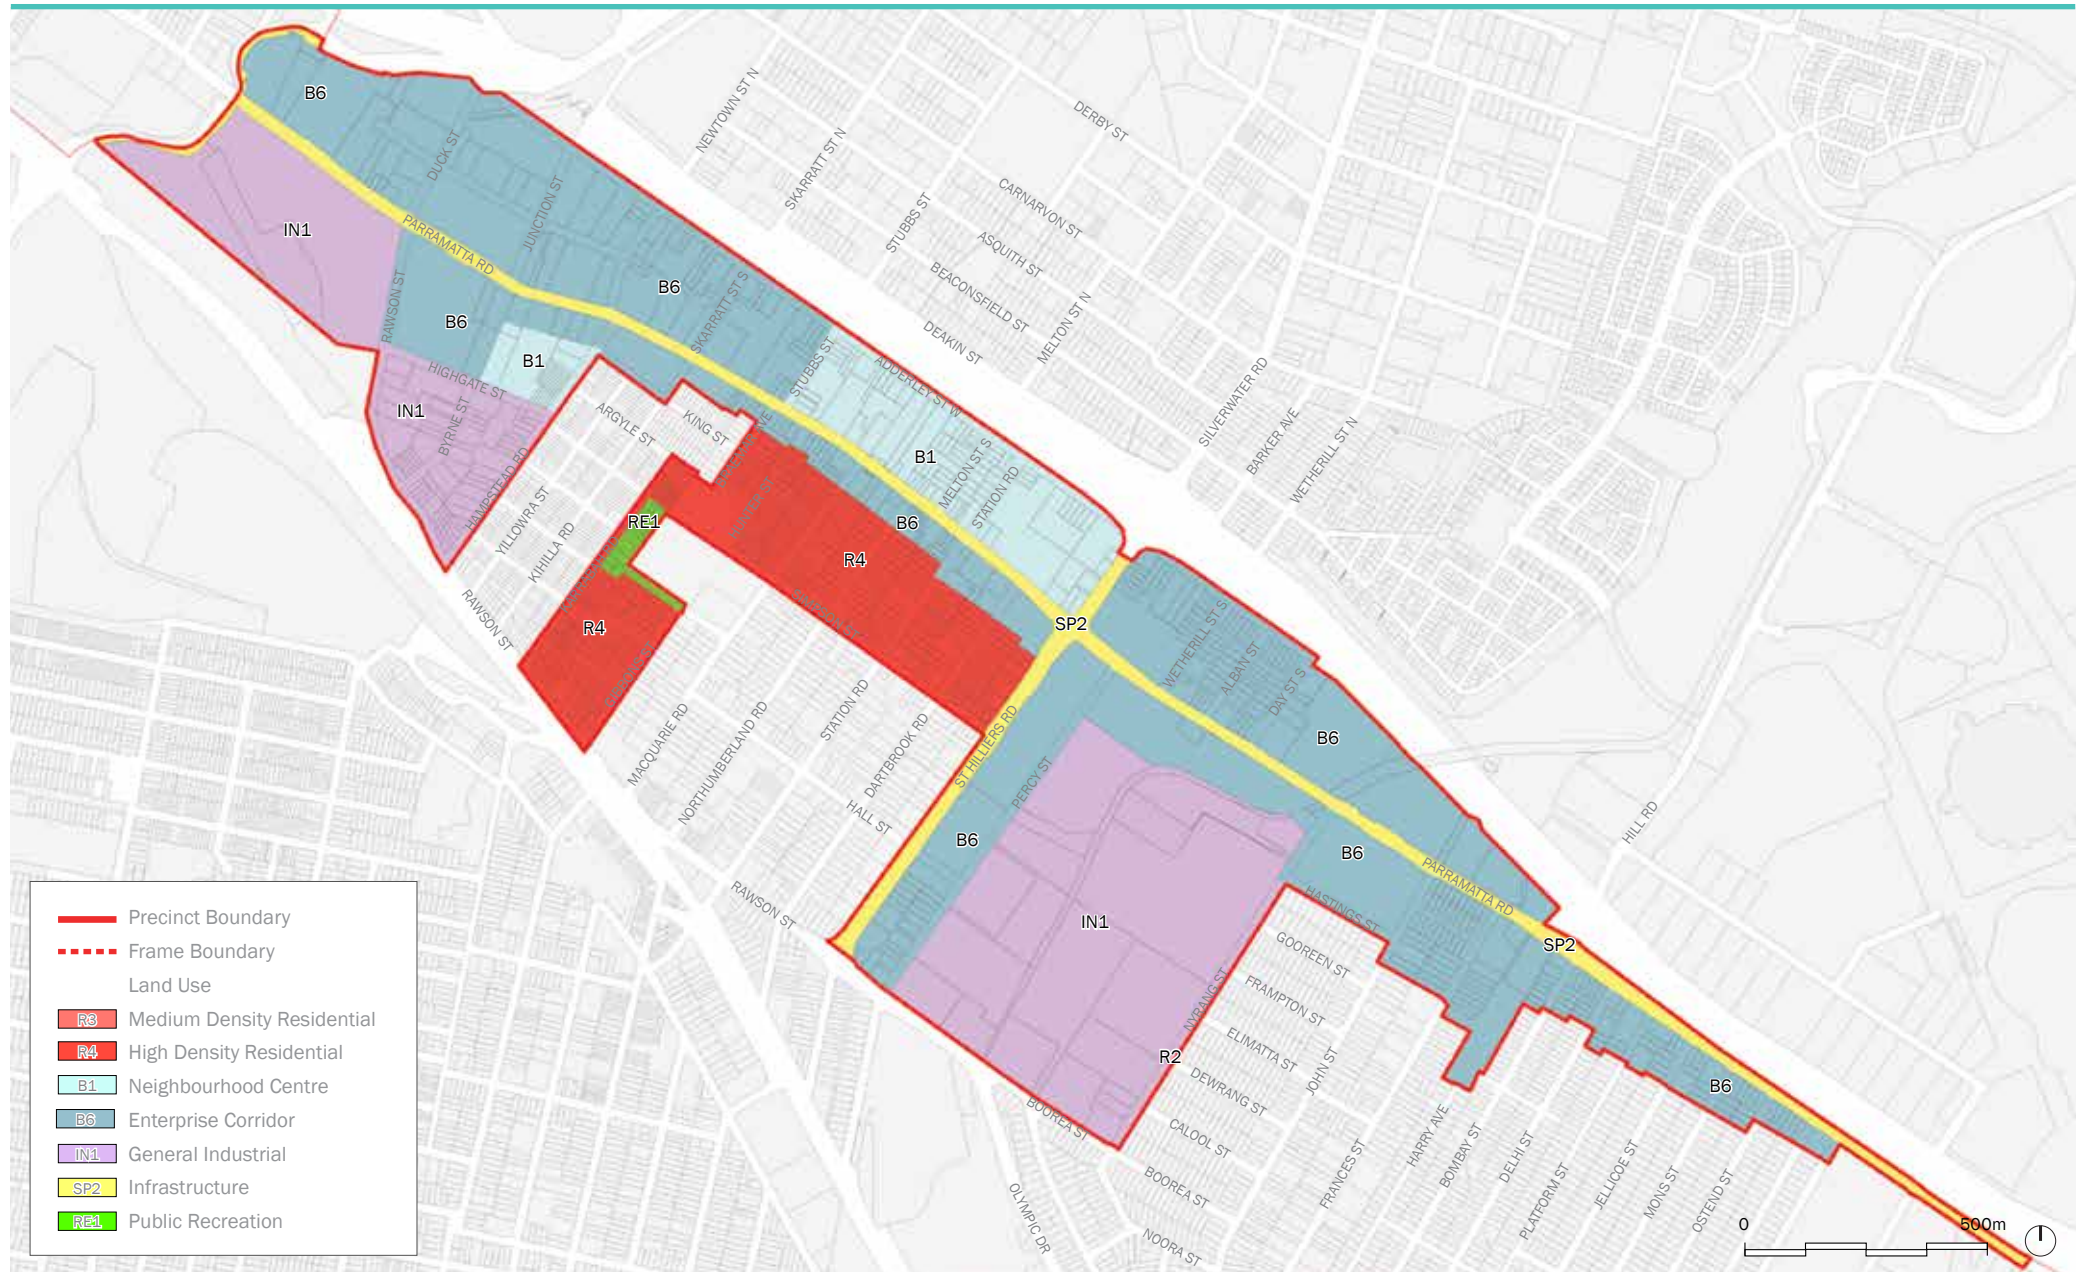 B6
NEWTOWN ST N
DERBY ST
DUCK ST
SKARRATT ST N
JUNCTION ST
CARNARVON ST
STUBBS ST
ASQUITH ST
IN1
PARRAMATTA RD
BEACONSFIELD ST
B6
RAWSON ST
SKARRATT ST S
MELTON ST N
B6
DEAKIN ST
B1
STUBBS ST
ADDERLEY ST W
SILVERWATER RD
HIGHGATE ST
IN1
BYRNE ST
ARGYLE ST
KING ST
BARKER AVE
WETHERILL ST N
B1
MELTON ST S
STATION RD
HAMPSTEAD RD
YILLOWRA ST
KIHILLA RD
HUNTER ST
RE1
B6
R4
RAWSON ST
R4
SP2
WETHERILL ST S
ALBAN ST
DAY ST S
B6
MACQUARIE RD
NORTHUMBERLAND RD
STATION RD
DARTBROOK RD
HALL ST
ST HILLIERS RD
PERCY ST
HILL RD
B6
B6
PARRAMATTA RD
RAWSON ST
IN1
HASTINGS ST
GOOREEN ST
SP2
FRAMPTON ST
NYRANG ST
ELIMATTA ST
R2
JOHN ST
DEWRANG ST
B6
BOOREA ST
CALOOL ST
HARRY AVE
BOMBAY ST
DELHI ST
PLATFORM ST
JELLICOE ST
MONS ST
OSTEND ST
FRANCES ST
BOOREA ST
OLYMPIC DR
NOORA ST
Precinct Boundary
Frame Boundary
Land Use
R3 Medium Density Residential
R4 High Density Residential
B1 Neighbourhood Centre
B6 Enterprise Corridor
IN1 General Industrial
SP2 Infrastructure
RE1 Public Recreation
0 500m